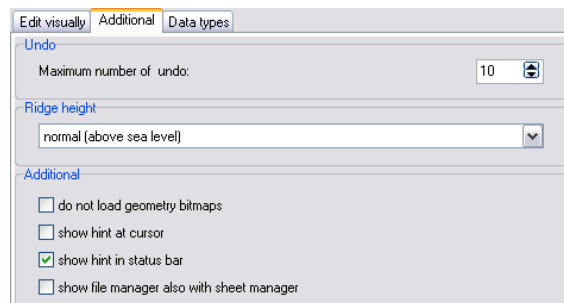 Edit visually Additional Data types
Undo
Maximum number of undo: 10
Ridge height
normal (above sea level)
Additional
do not load geometry bitmaps
show hint at cursor
show hint in status bar
show file manager also with sheet manager